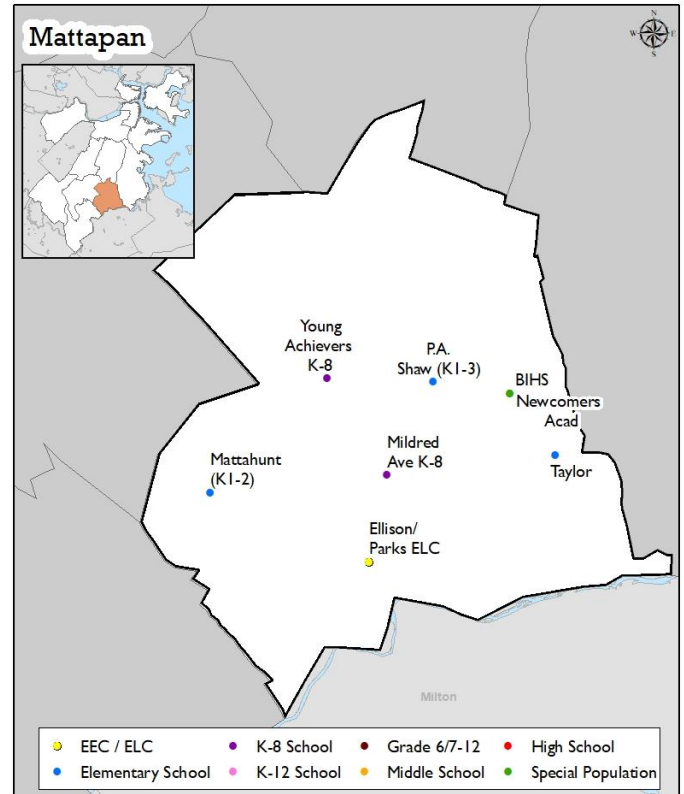 Mattapan
N
W
E
S
Young
Achievers
K-8
P.A.
Shaw (K1-3)
BIHS
Newcomers
Acad
Mattahunt
(K1-2)
Mildred
Ave K-8
Taylor
Ellison/
Parks ELC
Milton
EEC / ELC
K-8 School
Grade 6/7-12
High School
Elementary School
K-12 School
Middle School
Special Population